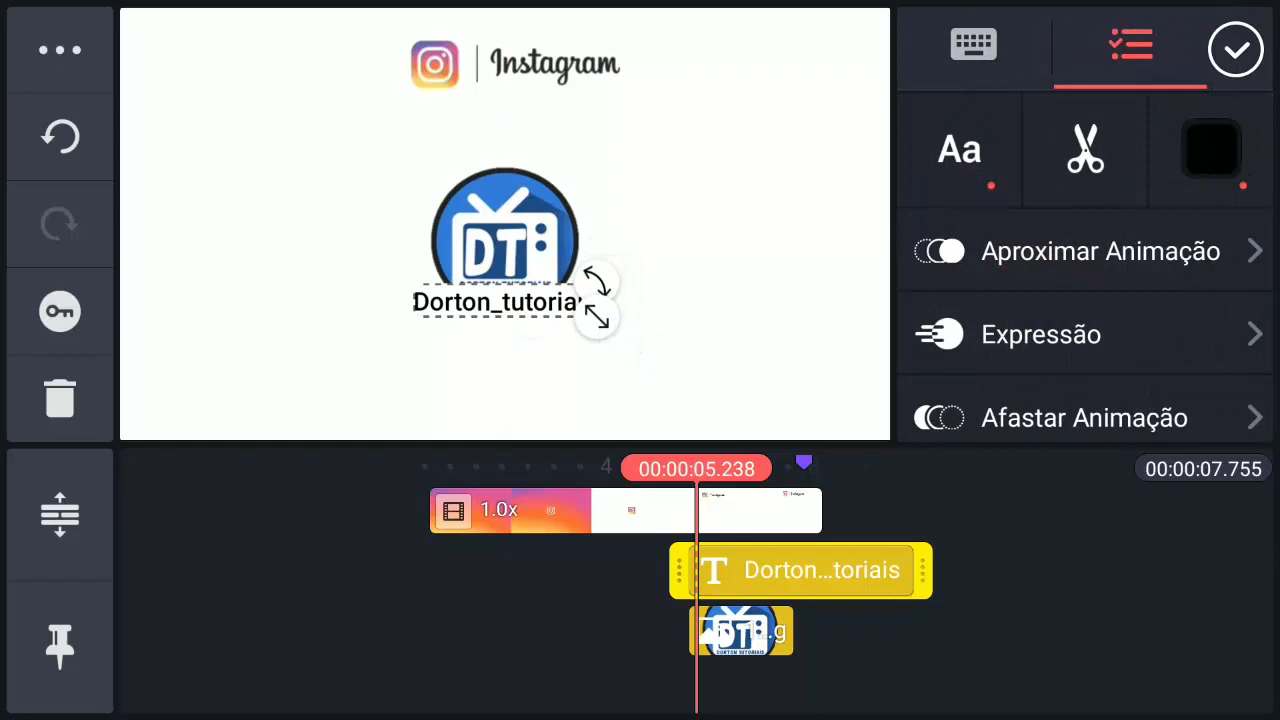 Instagram
DT
Dorton_tutoria
Aa
Aproximar Animação
Expressão
Afastar Animação
4
00:00:05.238
00:00:07.755
1.0x
T Dorton...toriais
DT
DORTON TUTORIAIS